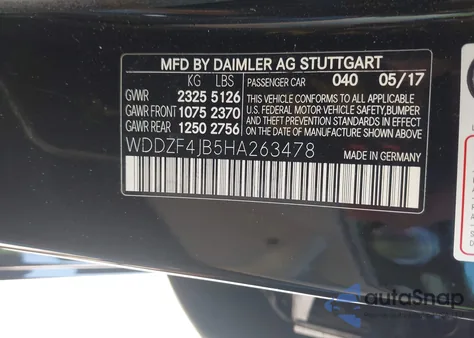 MFD BY DAIMLER AG STUTTGART
KG LBS PASSENGER CAR 040 05/17
GVWR 2325 5126 THIS VEHICLE CONFORMS TO ALL APPLICABLE
GAWR FRONT 1075 2370 U.S. FEDERAL MOTOR VEHICLE SAFETY, BUMPER,
GAWR REAR 1250 2756 AND THEFT PREVENTION STANDARDS IN EFFECT ON THE DATE OF MANUFACTURE SHOWN ABOVE.
WDDZF4JB5HA263478 MADE IN GERMANY
autoSnap